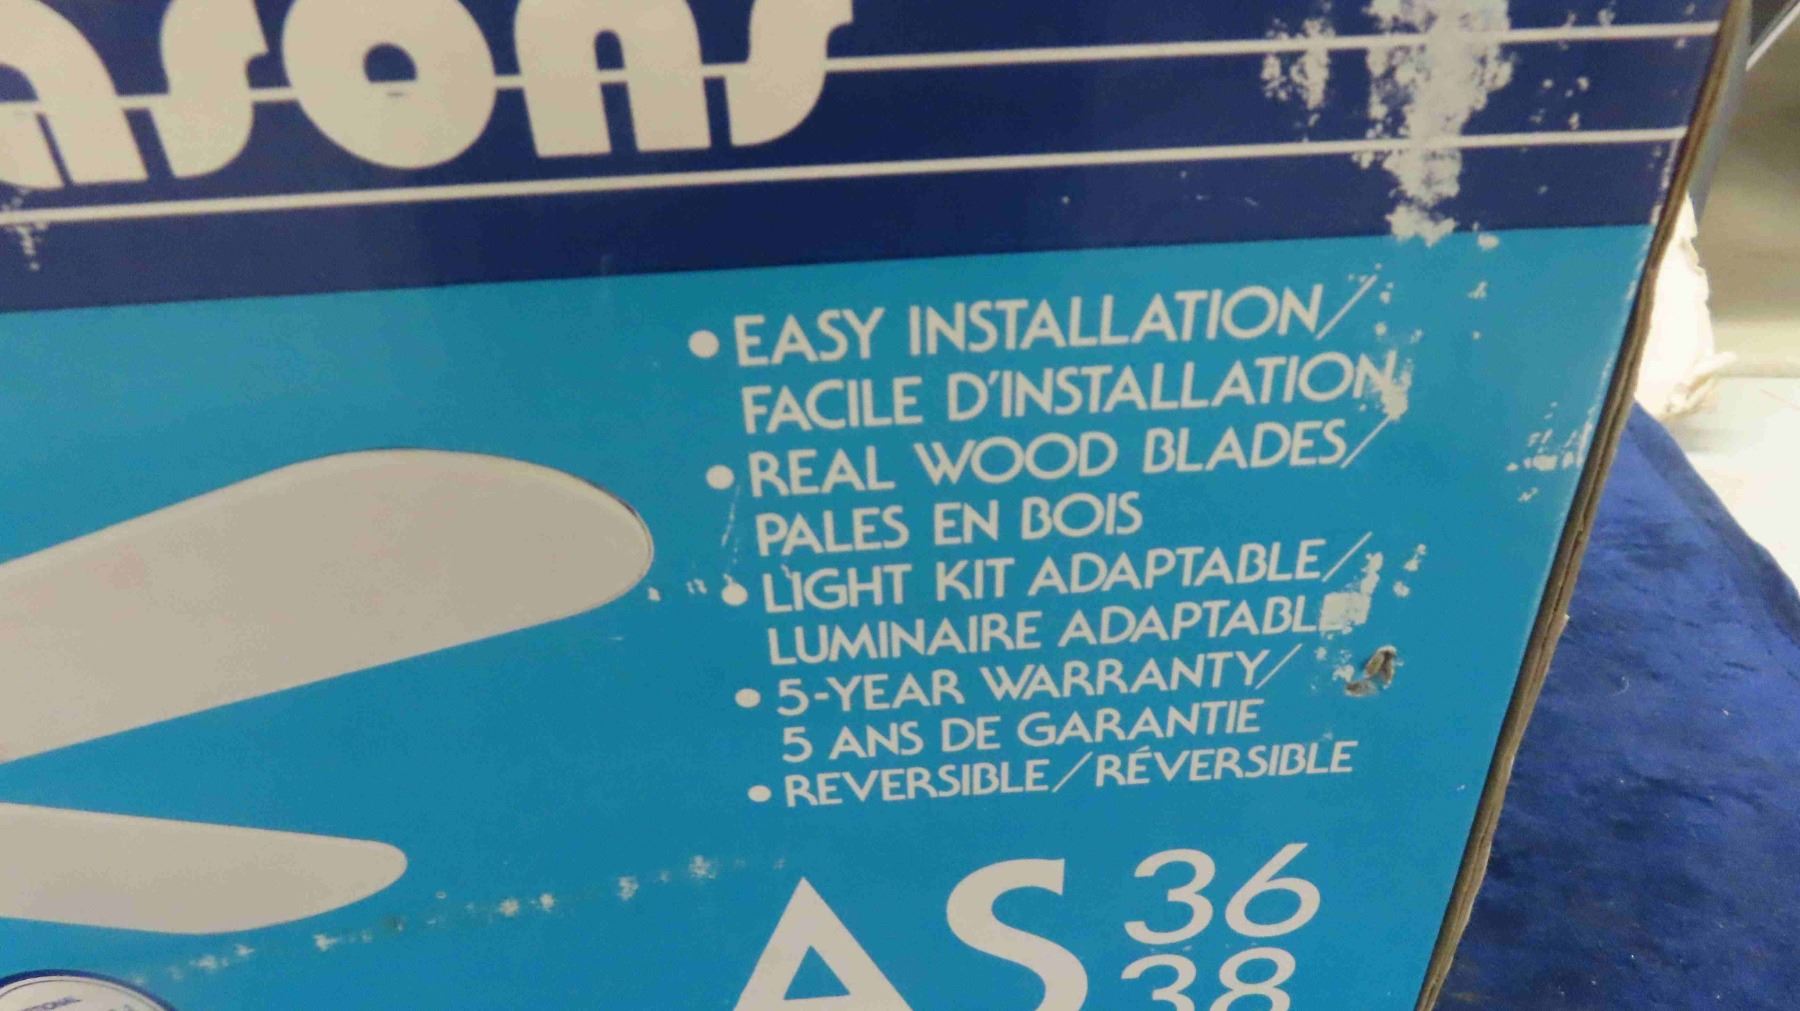 • EASY INSTALLATION/
FACILE D'INSTALLATION
• REAL WOOD BLADES/
PALES EN BOIS
• LIGHT KIT ADAPTABLE/
LUMINAIRE ADAPTABLE
• 5-YEAR WARRANTY/
5 ANS DE GARANTIE
• REVERSIBLE/RÉVERSIBLE
AS 36
38